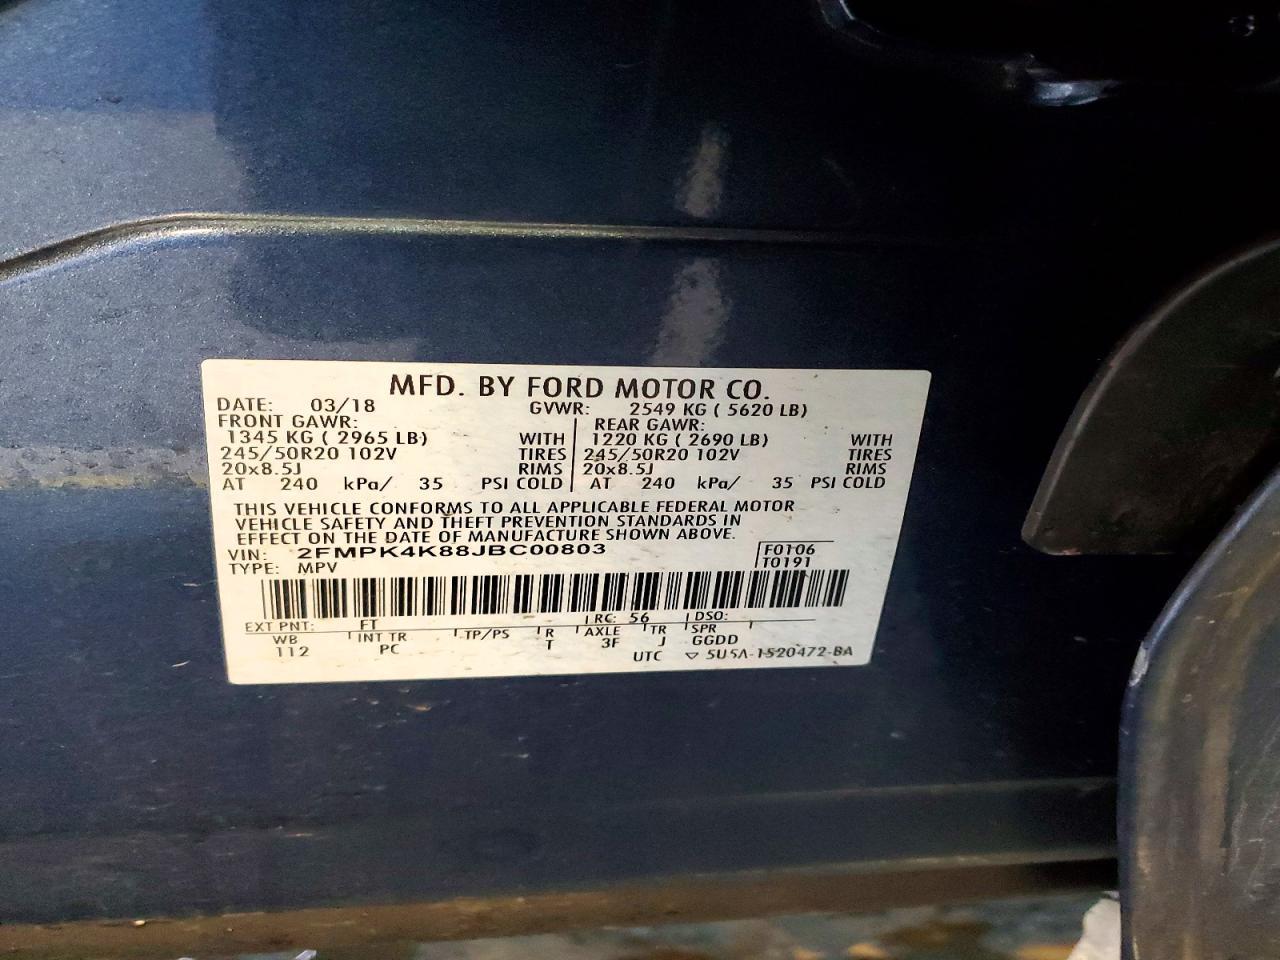 MFD. BY FORD MOTOR CO.
DATE: 03/18 GVWR: 2549 KG ( 5620 LB)
FRONT GAWR: REAR GAWR:
1345 KG ( 2965 LB) WITH 1220 KG ( 2690 LB) WITH
245/50R20 102V TIRES 245/50R20 102V TIRES
20x8.5J RIMS 20x8.5J RIMS
AT 240 kPa/ 35 PSI COLD AT 240 kPa/ 35 PSI COLD
THIS VEHICLE CONFORMS TO ALL APPLICABLE FEDERAL MOTOR
VEHICLE SAFETY AND THEFT PREVENTION STANDARDS IN
EFFECT ON THE DATE OF MANUFACTURE SHOWN ABOVE.
VIN: 2FMPK4K88JBC00803 F0106
TYPE: MPV T0191
EXT PNT: FT RC: 56 DSO:
WB INT TR TP/PS R AXLE TR SPR
112 PC T 3F J GGDD
UTC ▽ 5U5A-1520472-BA